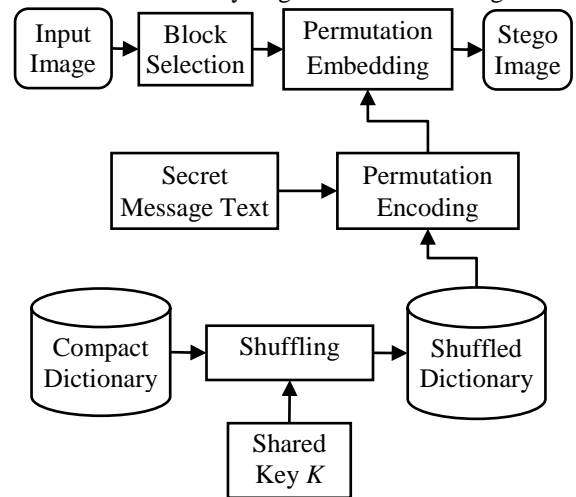 Input
Image
Block
Selection
Permutation
Embedding
Stego
Image
Secret
Message Text
Permutation
Encoding
Compact
Dictionary
Shuffling
Shuffled
Dictionary
Shared
Key K